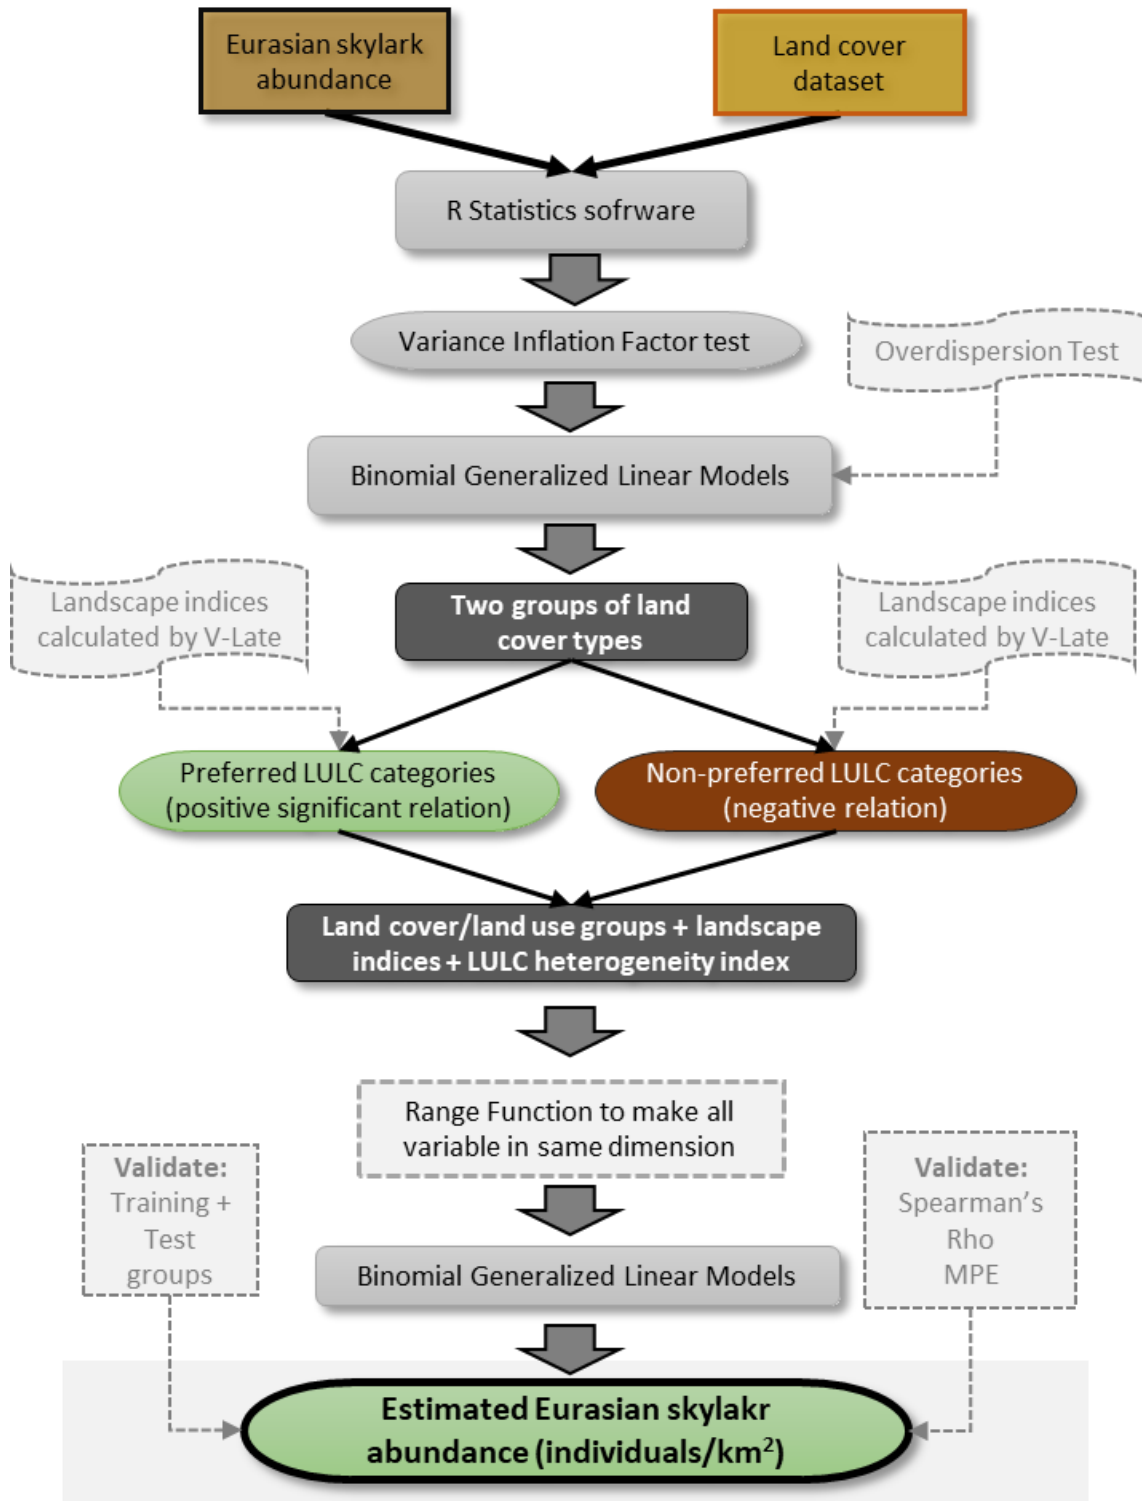 Eurasian skylark
abundance
Land cover
dataset
R Statistics sofrware
Variance Inflation Factor test
Overdispersion Test
Binomial Generalized Linear Models
Landscape indices
calculated by V-Late
Two groups of land
cover types
Landscape indices
calculated by V-Late
Preferred LULC categories
(positive significant relation)
Non-preferred LULC categories
(negative relation)
Land cover/land use groups + landscape
indices + LULC heterogeneity index
Range Function to make all
variable in same dimension
Validate:
Training +
Test
groups
Validate:
Spearman's
Rho
MPE
Binomial Generalized Linear Models
Estimated Eurasian skylakr
abundance (individuals/km²)